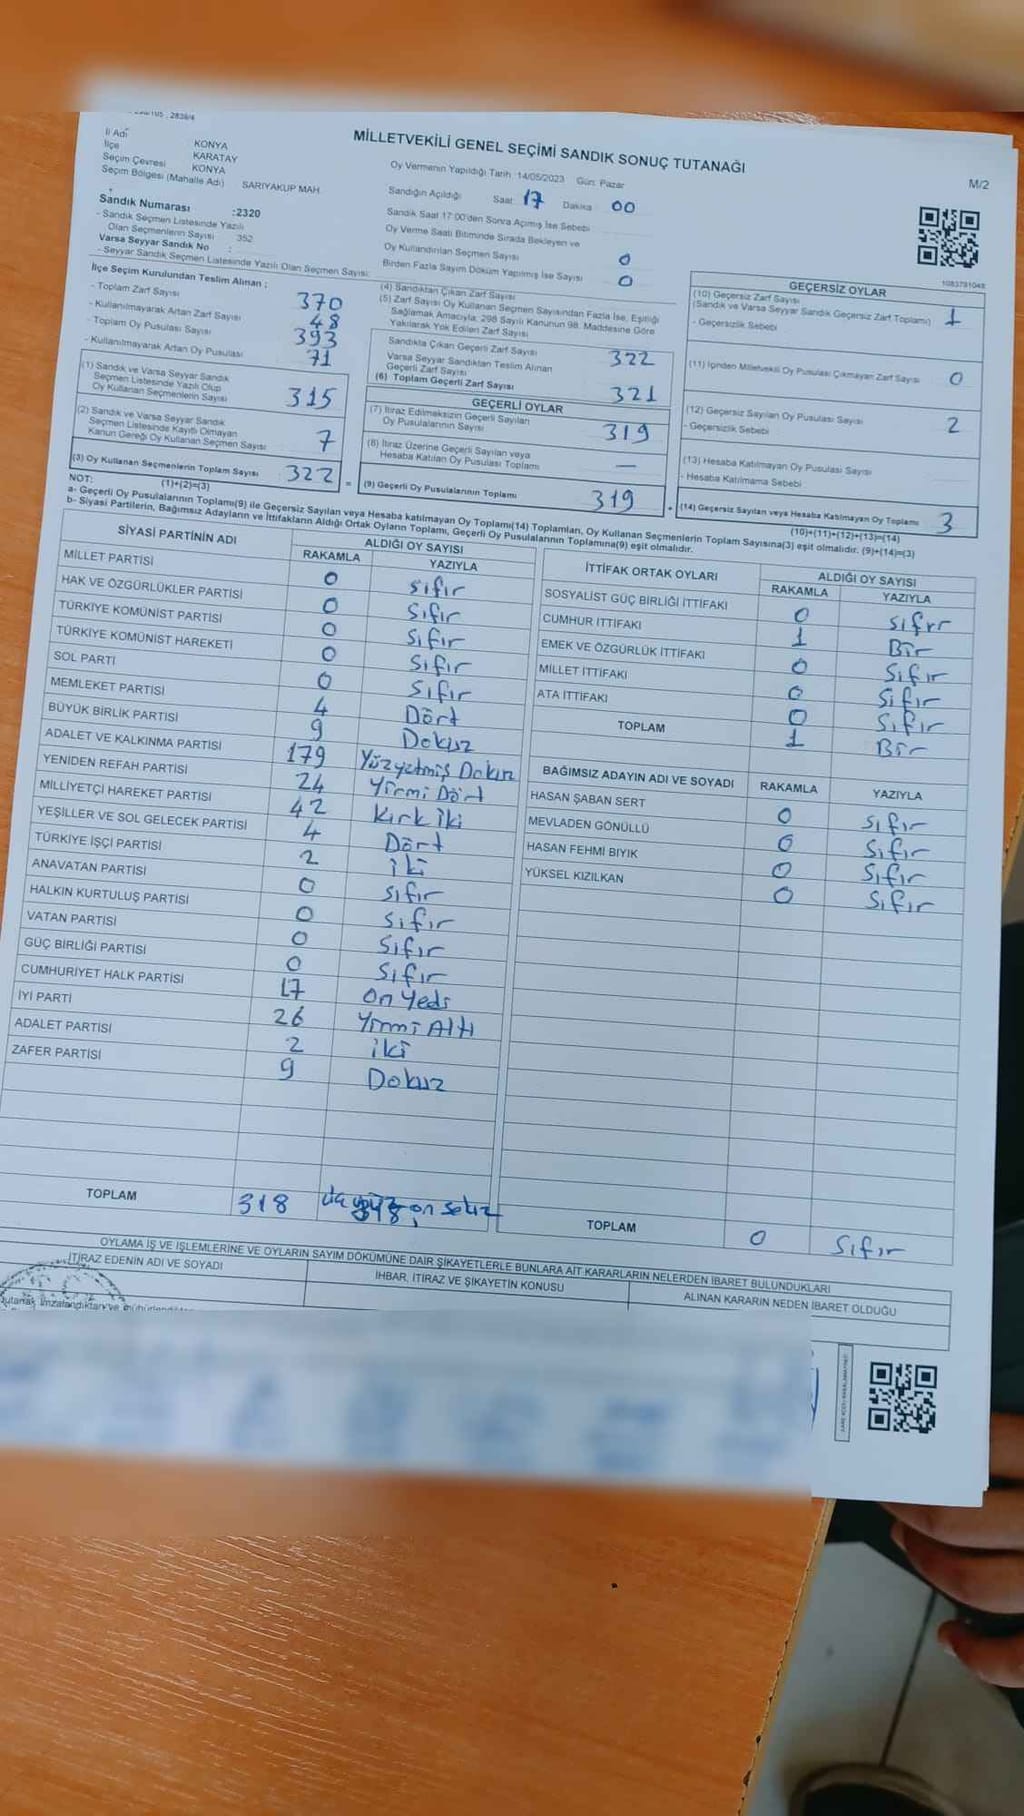 2839/4
MİLLETVEKİLİ GENEL SEÇİMİ SANDIK SONUÇ TUTANAĞI
M/2
İl Adı KONYA
İlçe KARATAY
Seçim Çevresi KONYA
Seçim Bölgesi (Mahalle Adı) SARIYAKUP MAH.
Oy Vermenin Yapıldığı Tarih :14/05/2023 Gün: Pazar
Sandığın Açıldığı Saat: 17 Dakika: 00
Sandık Saat 17:00'den Sonra Açılmış İse Sebebi
Oy Verme Saati Bitiminde Sırada Bekleyen ve
Oy Kullandırılan Seçmen Sayısı 0
Birden Fazla Sayım Döküm Yapılmış İse Sayısı 0
Sandık Numarası :2320
- Sandık Seçmen Listesinde Yazılı
Olan Seçmenlerin Sayısı 352
Varsa Seyyar Sandık No :
- Seyyar Sandık Seçmen Listesinde Yazılı Olan Seçmen Sayısı:
İlçe Seçim Kurulundan Teslim Alınan ;
- Toplam Zarf Sayısı 370
- Kullanılmayarak Artan Zarf Sayısı 48
- Toplam Oy Pusulası Sayısı 393
- Kullanılmayarak Artan Oy Pusulası 71
(1) Sandık ve Varsa Seyyar Sandık
Seçmen Listesinde Yazılı Olup
Oy Kullanan Seçmenlerin Sayısı 315
(2) Sandık ve Varsa Seyyar Sandık
Seçmen Listesinde Kayıtlı Olmayan
Kanun Gereği Oy Kullanan Seçmen Sayısı 7
(3) Oy Kullanan Seçmenlerin Toplam Sayısı 322
(1)+(2)=(3)
(4) Sandıktan Çıkan Zarf Sayısı
(5) Zarf Sayısı Oy Kullanan Seçmen Sayısından Fazla İse, Eşitliği
Sağlamak Amacıyla; 298 Sayılı Kanunun 98. Maddesine Göre
Yakılarak Yok Edilen Zarf Sayısı
Sandıkta Çıkan Geçerli Zarf Sayısı 322
Varsa Seyyar Sandıktan Teslim Alınan
Geçerli Zarf Sayısı
(6) Toplam Geçerli Zarf Sayısı 321
GEÇERLİ OYLAR
(7) İtiraz Edilmeksizin Geçerli Sayılan
Oy Pusulalarının Sayısı 319
(8) İtiraz Üzerine Geçerli Sayılan veya
Hesaba Katılan Oy Pusulası Toplamı —
= (9) Geçerli Oy Pusulalarının Toplamı 319
GEÇERSİZ OYLAR
1083791048
(10) Geçersiz Zarf Sayısı
(Sandık ve Varsa Seyyar Sandık Geçersiz Zarf Toplamı) 1
- Geçersizlik Sebebi
(11) İçinden Milletvekili Oy Pusulası Çıkmayan Zarf Sayısı 0
(12) Geçersiz Sayılan Oy Pusulası Sayısı 2
- Geçersizlik Sebebi
(13) Hesaba Katılmayan Oy Pusulası Sayısı
- Hesaba Katılmama Sebebi
+ (14) Geçersiz Sayılan veya Hesaba Katılmayan Oy Toplamı 3
(10)+(11)+(12)+(13)=(14)
NOT:
a- Geçerli Oy Pusulalarının Toplamı(9) ile Geçersiz Sayılan veya Hesaba katılmayan Oy Toplamı(14) Toplamları, Oy Kullanan Seçmenlerin Toplam Sayısına(3) eşit olmalıdır. (9)+(14)=(3)
b- Siyasi Partilerin, Bağımsız Adayların ve İttifakların Aldığı Ortak Oyların Toplamı, Geçerli Oy Pusulalarının Toplamına(9) eşit olmalıdır.
SİYASİ PARTİNİN ADI ALDIĞI OY SAYISI
RAKAMLA YAZIYLA
MİLLET PARTİSİ 0 sıfır
HAK VE ÖZGÜRLÜKLER PARTİSİ 0 sıfır
TÜRKİYE KOMÜNİST PARTİSİ 0 sıfır
TÜRKİYE KOMÜNİST HAREKETİ 0 sıfır
SOL PARTİ 0 sıfır
MEMLEKET PARTİSİ 4 Dört
BÜYÜK BİRLİK PARTİSİ 9 Dokuz
ADALET VE KALKINMA PARTİSİ 179 Yüzyetmiş Dokuz
YENİDEN REFAH PARTİSİ 24 Yirmi Dört
MİLLİYETÇİ HAREKET PARTİSİ 42 Kırk iki
YEŞİLLER VE SOL GELECEK PARTİSİ 4 Dört
TÜRKİYE İŞÇİ PARTİSİ 2 iki
ANAVATAN PARTİSİ 0 sıfır
HALKIN KURTULUŞ PARTİSİ 0 sıfır
VATAN PARTİSİ 0 sıfır
GÜÇ BİRLİĞİ PARTİSİ 0 sıfır
CUMHURİYET HALK PARTİSİ 17 On Yedi
İYİ PARTİ 26 Yirmi Altı
ADALET PARTİSİ 2 iki
ZAFER PARTİSİ 9 Dokuz
TOPLAM 318 on sekiz
318
İTTİFAK ORTAK OYLARI ALDIĞI OY SAYISI
RAKAMLA YAZIYLA
SOSYALİST GÜÇ BİRLİĞİ İTTİFAKI 0 sıfır
CUMHUR İTTİFAKI 1 Bir
EMEK VE ÖZGÜRLÜK İTTİFAKI 0 sıfır
MİLLET İTTİFAKI 0 sıfır
ATA İTTİFAKI 0 sıfır
TOPLAM 1 Bir
BAĞIMSIZ ADAYIN ADI VE SOYADI RAKAMLA YAZIYLA
HASAN ŞABAN SERT 0 sıfır
MEVLADEN GÖNÜLLÜ 0 sıfır
HASAN FEHMİ BIYIK 0 sıfır
YÜKSEL KIZILKAN 0 sıfır
TOPLAM 0 sıfır
OYLAMA İŞ VE İŞLEMLERİNE VE OYLARIN SAYIM DÖKÜMÜNE DAİR ŞİKAYETLERLE BUNLARA AİT KARARLARIN NELERDEN İBARET BULUNDUKLARI
İTİRAZ EDENİN ADI VE SOYADI
İHBAR, İTİRAZ VE ŞİKAYETİN KONUSU
ALINAN KARARIN NEDEN İBARET OLDUĞU